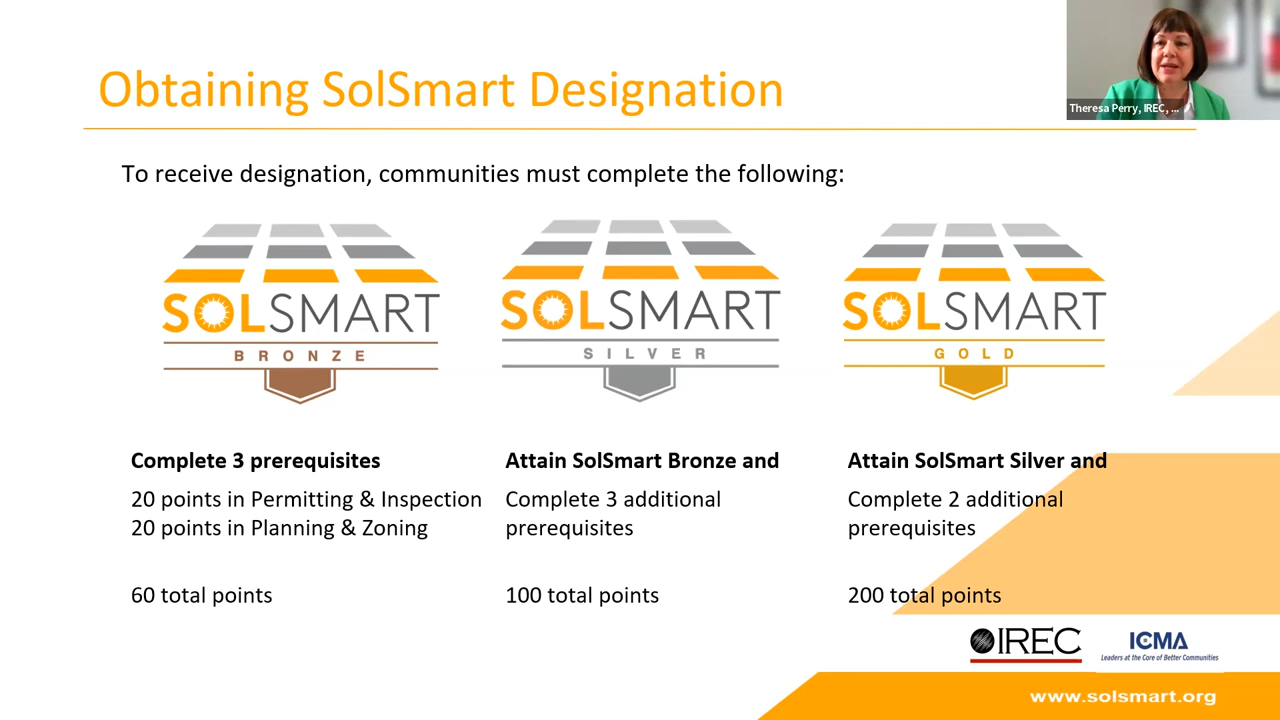 Obtaining SolSmart Designation
Theresa Perry, IREC, ...
To receive designation, communities must complete the following:
SOLSMART
BRONZE
SOLSMART
SILVER
SOLSMART
GOLD
Complete 3 prerequisites
20 points in Permitting & Inspection
20 points in Planning & Zoning
60 total points
Attain SolSmart Bronze and
Complete 3 additional
prerequisites
100 total points
Attain SolSmart Silver and
Complete 2 additional
prerequisites
200 total points
IREC
ICMA
Leaders at the Core of Better Communities
www.solsmart.org